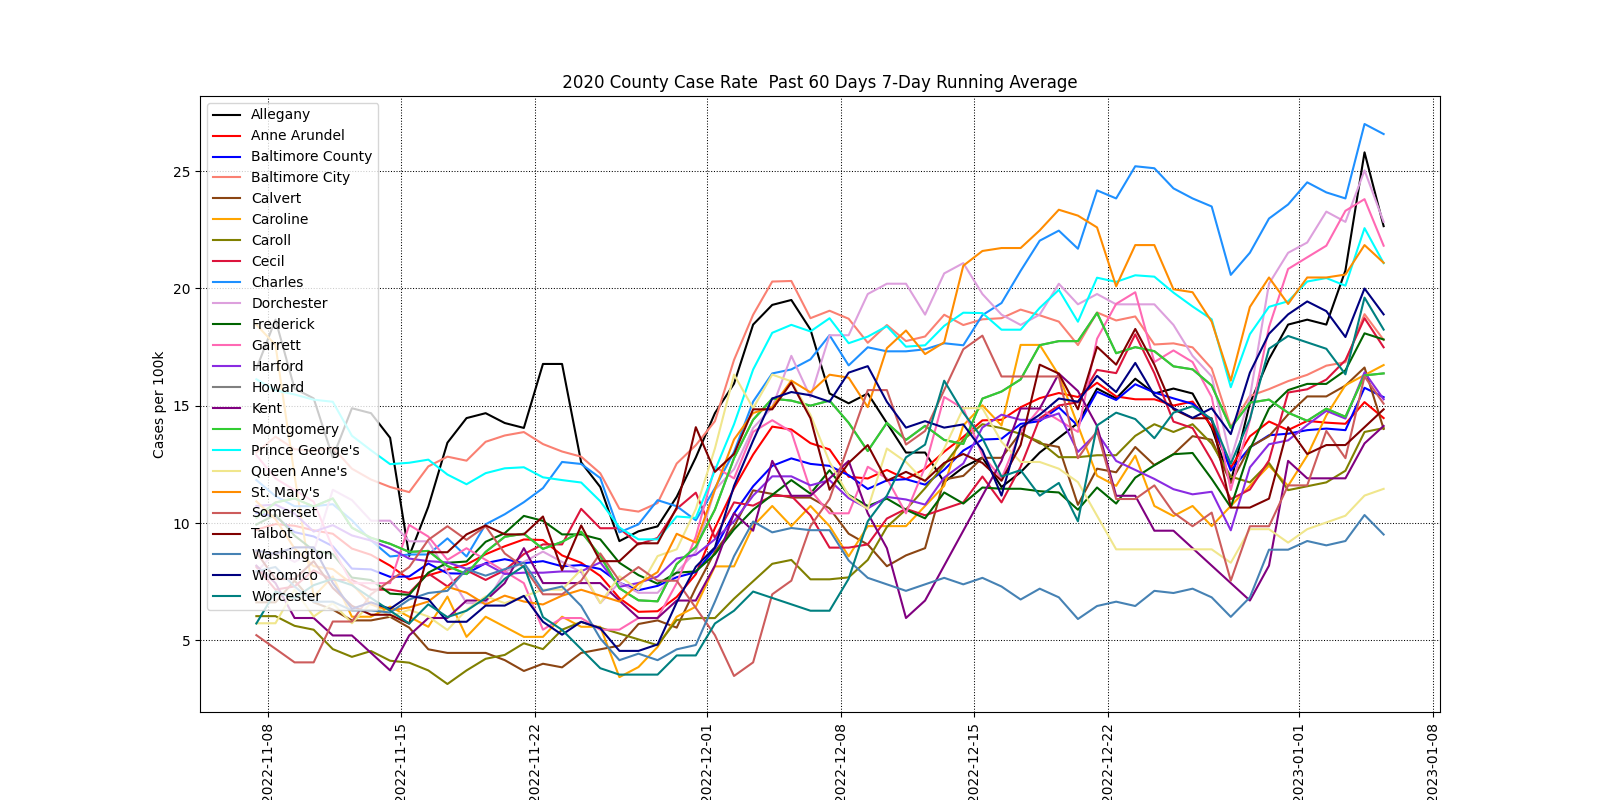 2020 County Case Rate  Past 60 Days 7-Day Running Average
Cases per 100k
25
20
15
10
5
Allegany
Anne Arundel
Baltimore County
Baltimore City
Calvert
Caroline
Caroll
Cecil
Charles
Dorchester
Frederick
Garrett
Harford
Howard
Kent
Montgomery
Prince George's
Queen Anne's
St. Mary's
Somerset
Talbot
Washington
Wicomico
Worcester
2022-11-08
2022-11-15
2022-11-22
2022-12-01
2022-12-08
2022-12-15
2022-12-22
2023-01-01
2023-01-08